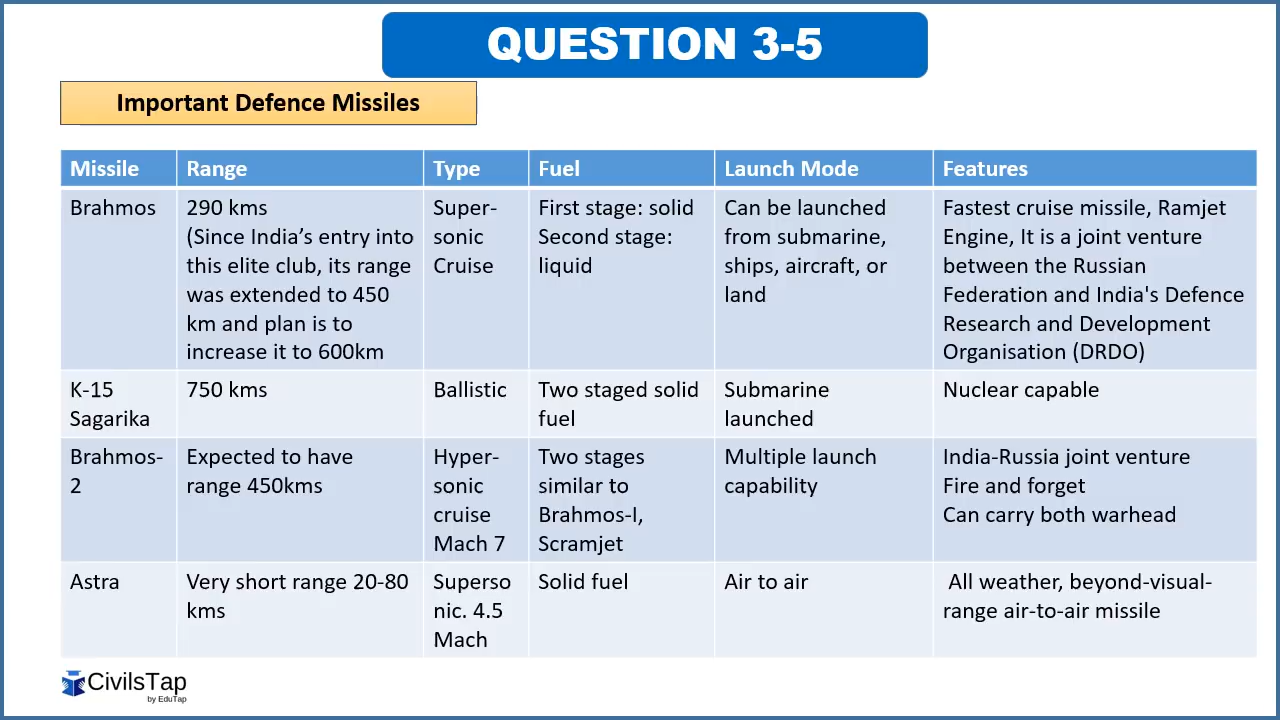 QUESTION 3-5
Important Defence Missiles
Missile
Range
Type
Fuel
Launch Mode
Features
Brahmos
290 kms
(Since India’s entry into
this elite club, its range
was extended to 450
km and plan is to
increase it to 600km
Super-
sonic
Cruise
First stage: solid
Second stage:
liquid
Can be launched
from submarine,
ships, aircraft, or
land
Fastest cruise missile, Ramjet
Engine, It is a joint venture
between the Russian
Federation and India's Defence
Research and Development
Organisation (DRDO)
K-15
Sagarika
750 kms
Ballistic
Two staged solid
fuel
Submarine
launched
Nuclear capable
Brahmos-
2
Expected to have
range 450kms
Hyper-
sonic
cruise
Mach 7
Two stages
similar to
Brahmos-I,
Scramjet
Multiple launch
capability
India-Russia joint venture
Fire and forget
Can carry both warhead
Astra
Very short range 20-80
kms
Superso
nic. 4.5
Mach
Solid fuel
Air to air
All weather, beyond-visual-
range air-to-air missile
CivilsTap
by EduTap